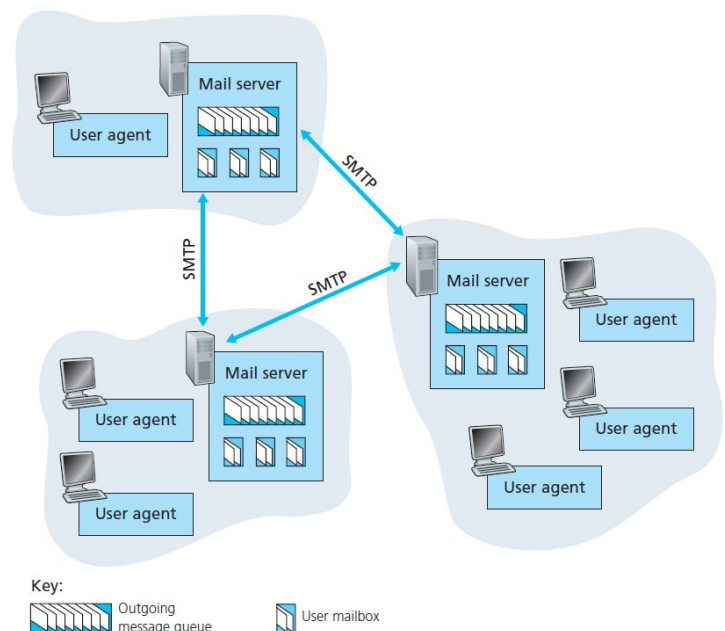 Mail server
User agent
SMTP
SMTP
SMTP
Mail server
User agent
Mail server
User agent
User agent
User agent
User agent
Key:
Outgoing
message queue
User mailbox